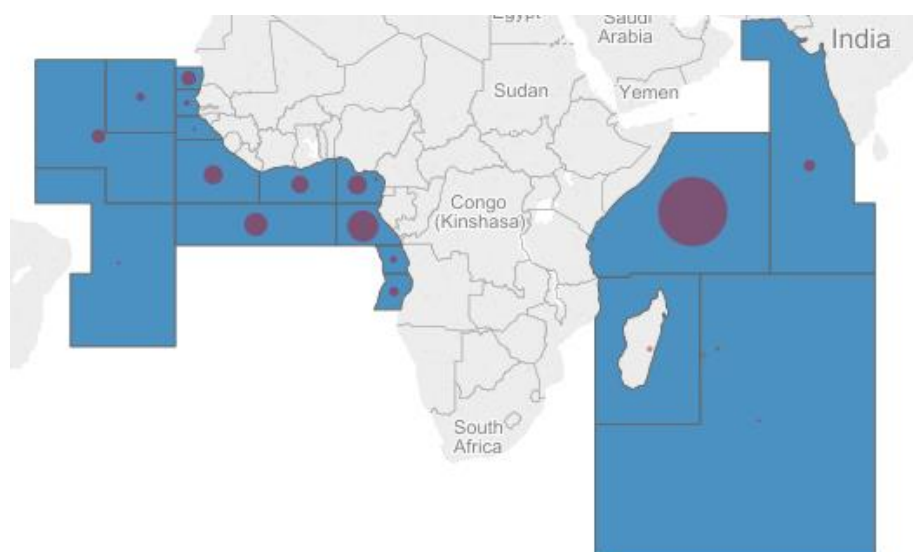 Egypt
Saudi
Arabia
India
Sudan
Yemen
Congo
(Kinshasa)
South
Africa